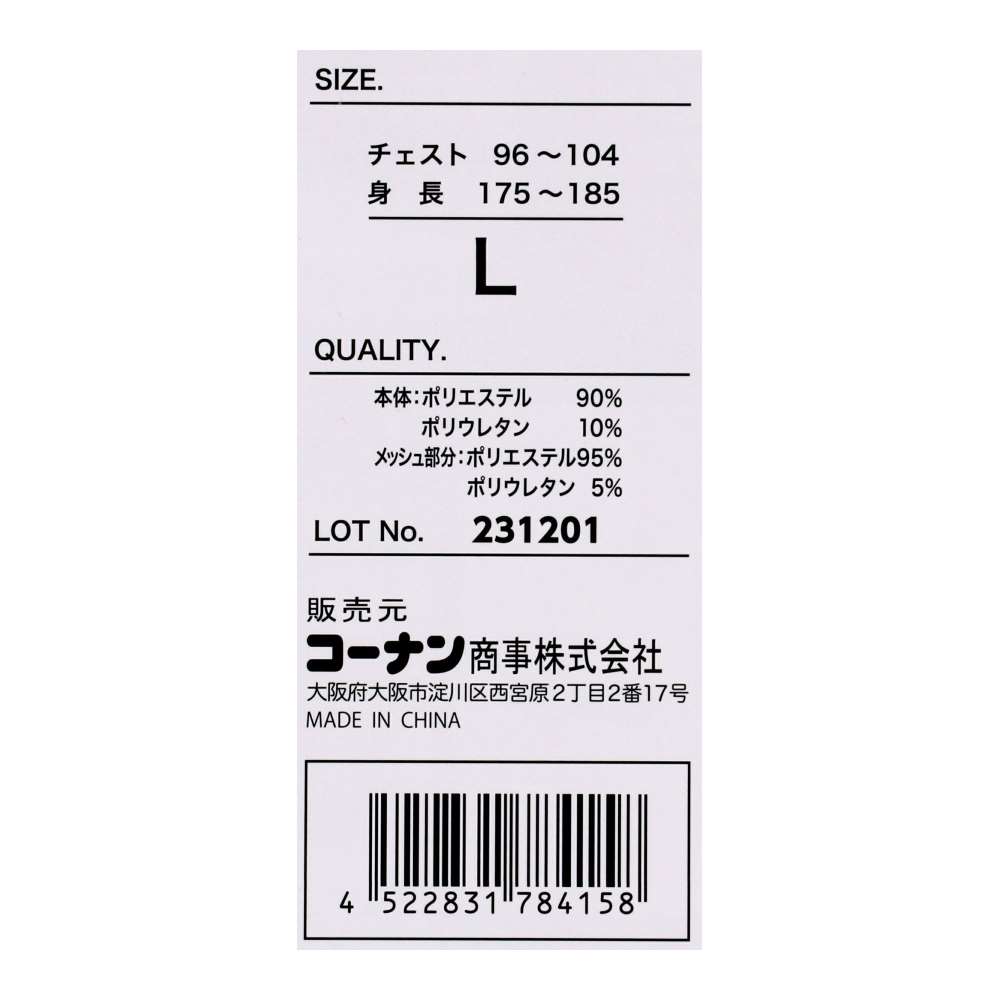 SIZE.
チェスト 96～104
身 長 175～185
L
QUALITY.
本体：ポリエステル 90%
ポリウレタン 10%
メッシュ部分：ポリエステル95%
ポリウレタン 5%
LOT No. 231201
販売元
コーナン商事株式会社
大阪府大阪市淀川区西宮原2丁目2番17号
MADE IN CHINA
4 522831 784158